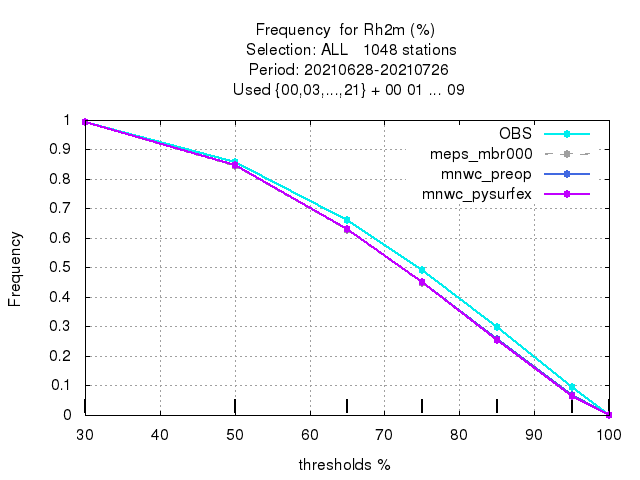 Frequency  for Rh2m (%)
Selection: ALL   1048 stations
Period: 20210628-20210726
Used {00,03,...,21} + 00 01 ... 09
OBS
meps_mbr000
mnwc_preop
mnwc_pysurfex
Frequency
1
0.9
0.8
0.7
0.6
0.5
0.4
0.3
0.2
0.1
0
30 40 50 60 70 80 90 100
thresholds %